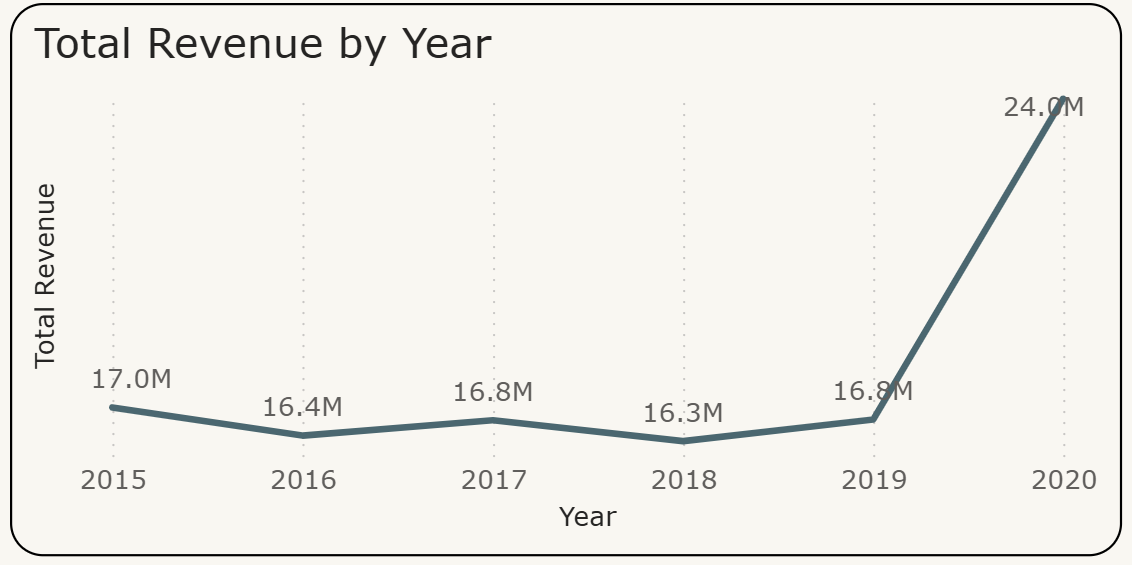 Total Revenue by Year
Total Revenue
24.0M
17.0M
16.4M
16.8M
16.3M
16.8M
2015 2016 2017 2018 2019 2020
Year